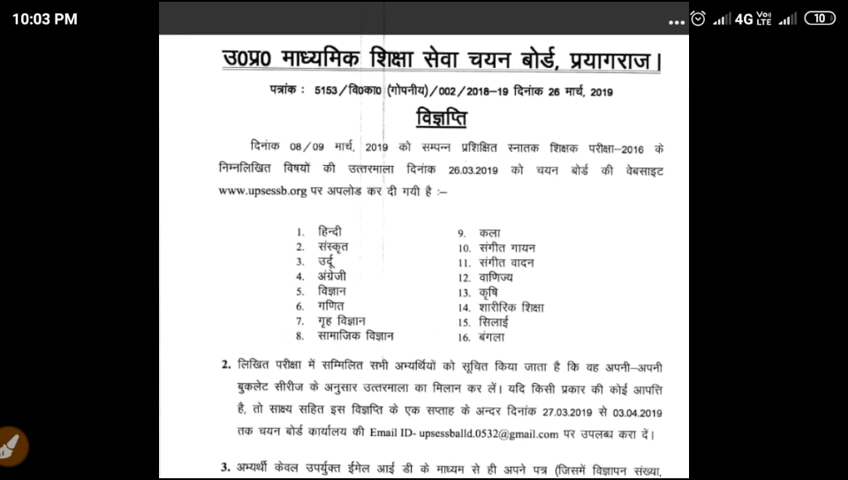 10:03 PM
4G VoLTE 10
उ0प्र0 माध्यमिक शिक्षा सेवा चयन बोर्ड, प्रयागराज।
पत्रांक : 5153/वि0का0 (गोपनीय)/002/2018-19 दिनांक 26 मार्च, 2019
विज्ञप्ति
दिनांक 08/09 मार्च, 2019 को सम्पन्न प्रशिक्षित स्नातक शिक्षक परीक्षा-2016 के
निम्नलिखित विषयों की उत्तरमाला दिनांक 26.03.2019 को चयन बोर्ड की वेबसाइट
www.upsessb.org पर अपलोड कर दी गयी है :-
1. हिन्दी
2. संस्कृत
3. उर्दू
4. अंग्रेजी
5. विज्ञान
6. गणित
7. गृह विज्ञान
8. सामाजिक विज्ञान
9. कला
10. संगीत गायन
11. संगीत वादन
12. वाणिज्य
13. कृषि
14. शारीरिक शिक्षा
15. सिलाई
16. बंगला
2. लिखित परीक्षा में सम्मिलित सभी अभ्यर्थियों को सूचित किया जाता है कि वह अपनी-अपनी
बुकलेट सीरीज के अनुसार उत्तरमाला का मिलान कर लें। यदि किसी प्रकार की कोई आपत्ति
है, तो साक्ष्य सहित इस विज्ञप्ति के एक सप्ताह के अन्दर दिनांक 27.03.2019 से 03.04.2019
तक चयन बोर्ड कार्यालय की Email ID- upsessballd.0532@gmail.com पर उपलब्ध करा दें।
3. अभ्यर्थी केवल उपर्युक्त ईमेल आई डी के माध्यम से ही अपने पत्र (जिसमें विज्ञापन संख्या,